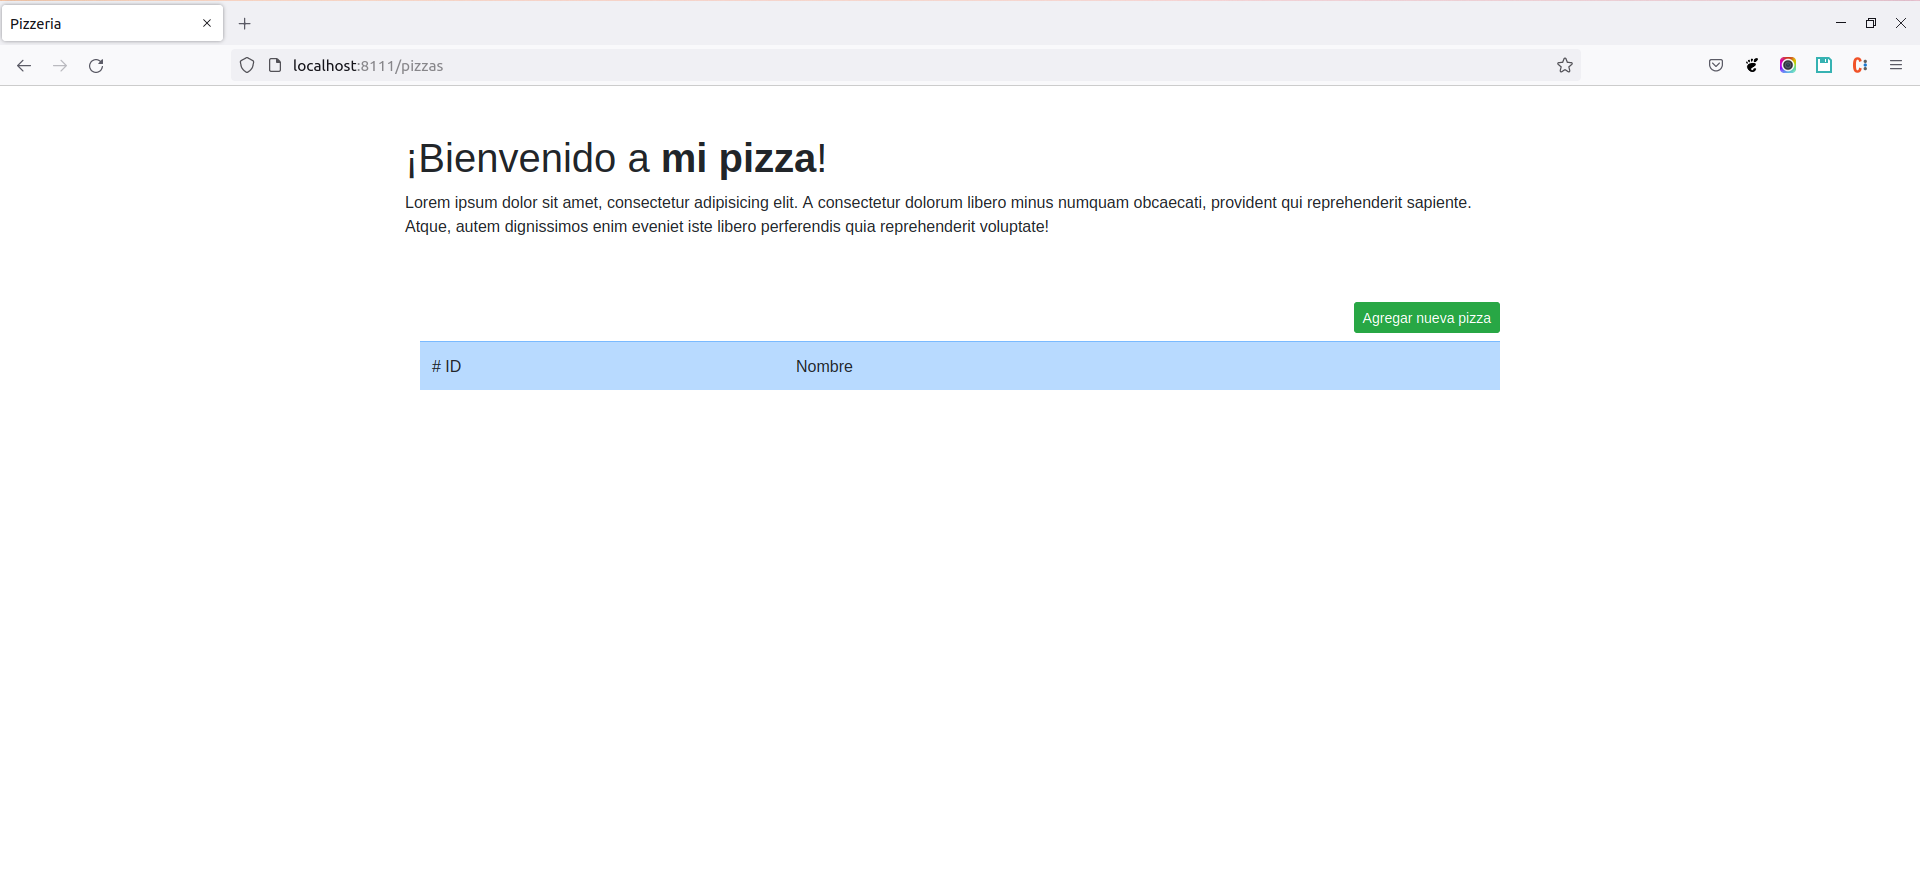 Pizzeria
localhost:8111/pizzas
¡Bienvenido a mi pizza!
Lorem ipsum dolor sit amet, consectetur adipisicing elit. A consectetur dolorum libero minus numquam obcaecati, provident qui reprehenderit sapiente.
Atque, autem dignissimos enim eveniet iste libero perferendis quia reprehenderit voluptate!
Agregar nueva pizza
# ID Nombre